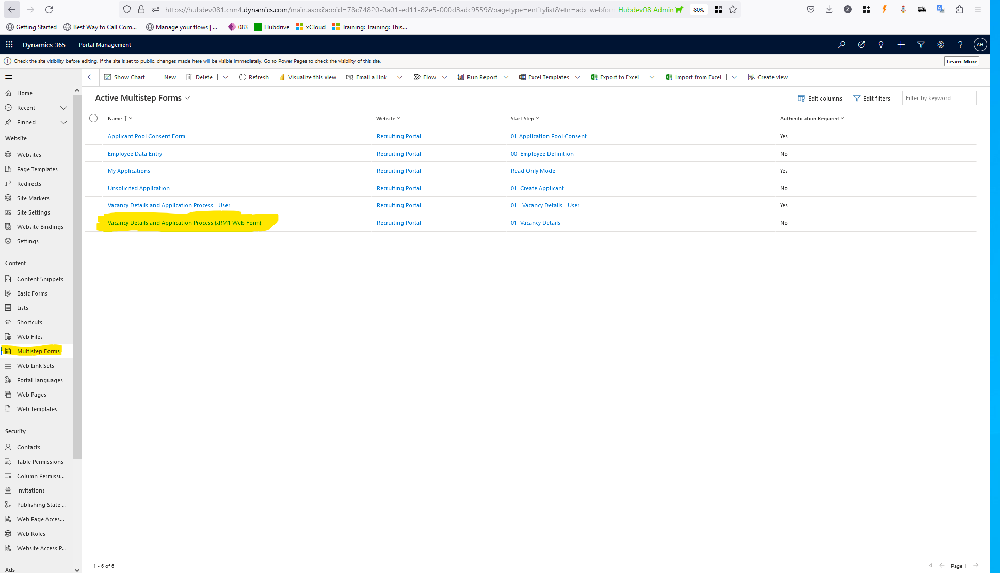 https://hubdev081.crm4.dynamics.com/main.aspx?appid=78c74820-0a01-ed11-82e5-000d3adc9559&pagetype=entitylist&etn=adx_webform
Hubdev08 Admin
80%
Getting Started
Best Way to Call Com...
Manage your flows | ...
083
Hubdrive
xCloud
Training: Training: This...
Dynamics 365
Portal Management
AH
Check the site visibility before editing. If the site is set to public, changes made here will be visible immediately. Go to Power Pages to check the visibility of this site.
Learn More
Show Chart
New
Delete
Refresh
Visualize this view
Email a Link
Flow
Run Report
Excel Templates
Export to Excel
Import from Excel
Create view
Home
Recent
Pinned
Website
Websites
Page Templates
Redirects
Site Markers
Site Settings
Website Bindings
Settings
Content
Content Snippets
Basic Forms
Lists
Shortcuts
Web Files
Multistep Forms
Web Link Sets
Portal Languages
Web Pages
Web Templates
Security
Contacts
Table Permissions
Column Permissi...
Invitations
Publishing State ...
Web Page Acces...
Web Roles
Website Access P...
Ads
Active Multistep Forms
Edit columns
Edit filters
Filter by keyword
Name ↑ Website Start Step Authentication Required
Applicant Pool Consent Form Recruiting Portal 01-Application Pool Consent Yes
Employee Data Entry Recruiting Portal 00. Employee Definition No
My Applications Recruiting Portal Read Only Mode Yes
Unsolicited Application Recruiting Portal 01. Create Applicant No
Vacancy Details and Application Process - User Recruiting Portal 01 - Vacancy Details - User Yes
Vacancy Details and Application Process (xRM1 Web Form) Recruiting Portal 01. Vacancy Details No
1 - 6 of 6
Page 1